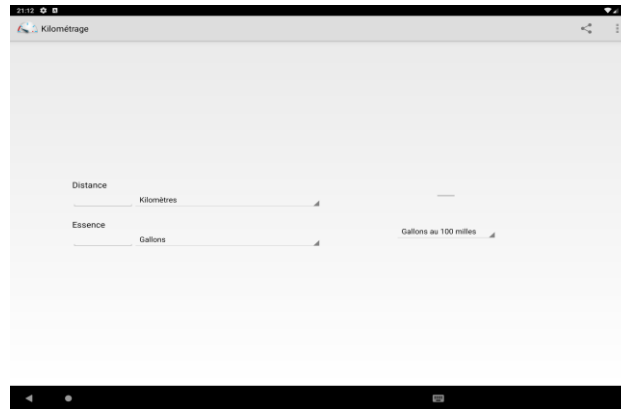 21:12
Kilométrage
Distance
Kilomètres
Essence
Gallons
Gallons au 100 milles